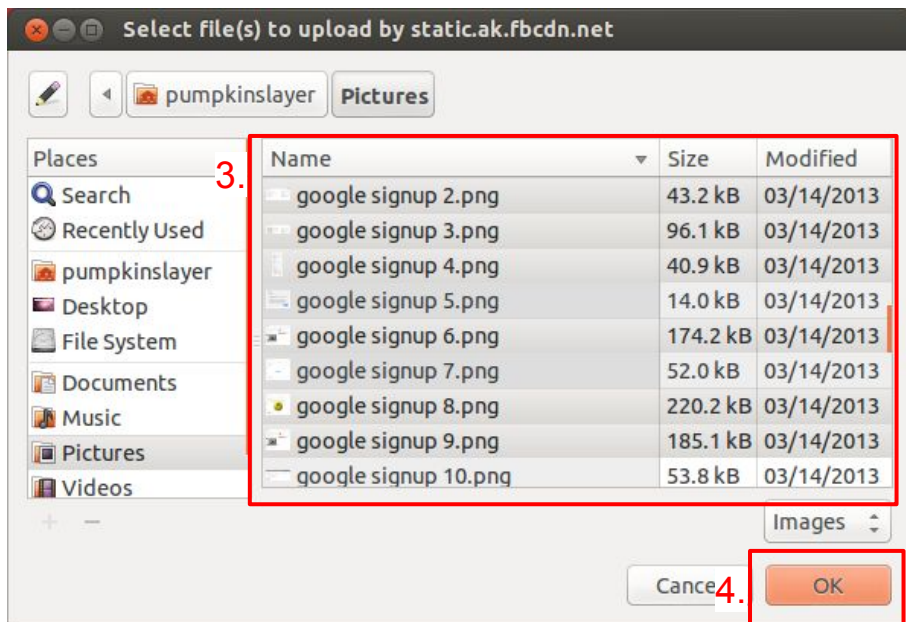 Select file(s) to upload by static.ak.fbcdn.net
pumpkinslayer Pictures
3.
Places
Search
Recently Used
pumpkinslayer
Desktop
File System
Documents
Music
Pictures
Videos
Name Size Modified
google signup 2.png 43.2 kB 03/14/2013
google signup 3.png 96.1 kB 03/14/2013
google signup 4.png 40.9 kB 03/14/2013
google signup 5.png 14.0 kB 03/14/2013
google signup 6.png 174.2 kB 03/14/2013
google signup 7.png 52.0 kB 03/14/2013
google signup 8.png 220.2 kB 03/14/2013
google signup 9.png 185.1 kB 03/14/2013
google signup 10.png 53.8 kB 03/14/2013
Images
Cance
4.
OK